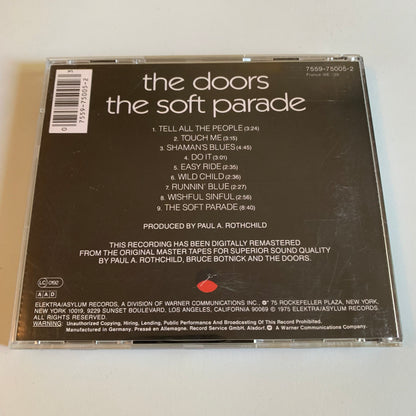 7559-75005-2
0 7559-75005-2
the doors
the soft parade
1. TELL ALL THE PEOPLE (3:24)
2. TOUCH ME (3:15)
3. SHAMAN'S BLUES (4:45)
4. DO IT (3:01)
5. EASY RIDE (2:35)
6. WILD CHILD (2:36)
7. RUNNIN' BLUE (2:27)
8. WISHFUL SINFUL (2:56)
9. THE SOFT PARADE (8:40)
PRODUCED BY PAUL A. ROTHCHILD
THIS RECORDING HAS BEEN DIGITALLY REMASTERED
FROM THE ORIGINAL MASTER TAPES FOR SUPERIOR SOUND QUALITY
BY PAUL A. ROTHCHILD, BRUCE BOTNICK AND THE DOORS.
LC 0192
AAD
ELEKTRA/ASYLUM RECORDS, A DIVISION OF WARNER COMMUNICATIONS INC., ℗ 75 ROCKEFELLER PLAZA, NEW YORK,
NEW YORK 10019, 9229 SUNSET BOULEVARD, LOS ANGELES, CALIFORNIA 90069 ℗ 1975 ELEKTRA/ASYLUM RECORDS.
ALL RIGHTS RESERVED.
WARNING: Unauthorized Copying, Hiring, Lending, Public Performance And Broadcasting Of This Record Prohibited.
Manufactured in Germany. Pressé en Allemagne. Record Service GmbH. Alsdorf. A Warner Communications Company.